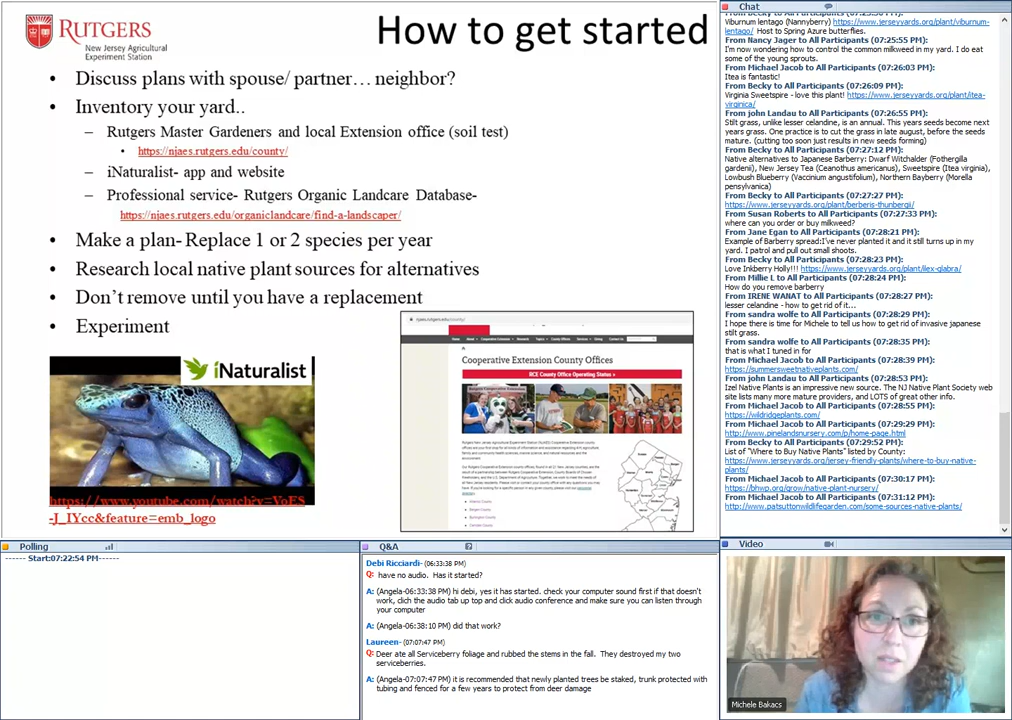 RUTGERS
New Jersey Agricultural
Experiment Station
How to get started
• Discuss plans with spouse/ partner… neighbor?
• Inventory your yard..
– Rutgers Master Gardeners and local Extension office (soil test)
• https://njaes.rutgers.edu/county/
– iNaturalist- app and website
– Professional service- Rutgers Organic Landcare Database-
https://njaes.rutgers.edu/organiclandcare/find-a-landscaper/
• Make a plan- Replace 1 or 2 species per year
• Research local native plant sources for alternatives
• Don't remove until you have a replacement
• Experiment
iNaturalist
https://www.youtube.com/watch?v=VoES
-J_IYcc&feature=emb_logo
njaes.rutgers.edu/county/
Cooperative Extension County Offices
RCE County Office Operating Status »
Chat
Viburnum lentago (Nannyberry) https://www.jerseyyards.org/plant/viburnum-
lentago/ Host to Spring Azure butterflies.
From Nancy Jager to All Participants (07:25:55 PM):
I'm now wondering how to control the common milkweed in my yard. I do eat
some of the young sprouts.
From Michael Jacob to All Participants (07:26:03 PM):
Itea is fantastic!
From Becky to All Participants (07:26:09 PM):
Virginia Sweetspire - love this plant! https://www.jerseyyards.org/plant/itea-
virginica/
From john Landau to All Participants (07:26:55 PM):
Stilt grass, unlike lesser celandine, is an annual. This years seeds become next
years grass. One practice is to cut the grass in late august, before the seeds
mature. (cutting too soon just results in new seeds forming)
From Becky to All Participants (07:27:12 PM):
Native alternatives to Japanese Barberry: Dwarf Witchalder (Fothergilla
gardenii), New Jersey Tea (Ceanothus americanus), Sweetspire (Itea virginica),
Lowbush Blueberry (Vaccinium angustifolium), Northern Bayberry (Morella
pensylvanica)
From Becky to All Participants (07:27:27 PM):
https://www.jerseyyards.org/plant/berberis-thunbergii/
From Susan Roberts to All Participants (07:27:33 PM):
where can you order or buy milkweed?
From Jane Egan to All Participants (07:28:21 PM):
Example of Barberry spread:I've never planted it and it still turns up in my
yard. I patrol and pull out small shoots.
From Becky to All Participants (07:28:23 PM):
Love Inkberry Holly!!! https://www.jerseyyards.org/plant/ilex-glabra/
From Millie L to All Participants (07:28:24 PM):
How do you remove barberry
From IRENE WANAT to All Participants (07:28:27 PM):
lesser celandine - how to get rid of it...
From sandra wolfe to All Participants (07:28:29 PM):
I hope there is time for Michele to tell us how to get rid of invasive japanese
stilt grass.
From sandra wolfe to All Participants (07:28:35 PM):
that is what I tuned in for
From Michael Jacob to All Participants (07:28:39 PM):
https://summersweetnativeplants.com/
From john Landau to All Participants (07:28:53 PM):
Izel Native Plants is an impressive new source. The NJ Native Plant Society web
site lists many more mature providers, and LOTS of great other info.
From Michael Jacob to All Participants (07:28:55 PM):
https://wildridgeplants.com/
From Michael Jacob to All Participants (07:29:29 PM):
http://www.pinelandsnursery.com/p/home-page.html
From Becky to All Participants (07:29:52 PM):
List of "Where to Buy Native Plants" listed by County:
https://www.jerseyyards.org/jersey-friendly-plants/where-to-buy-native-
plants/
From Michael Jacob to All Participants (07:30:17 PM):
https://bhwp.org/grow/native-plant-nursery/
From Michael Jacob to All Participants (07:31:12 PM):
http://www.patsuttonwildlifegarden.com/some-sources-native-plants/
Polling
------ Start:07:22:54 PM------
Q&A
Debi Ricciardi- (06:33:38 PM)
Q: have no audio. Has it started?
A: (Angela-06:33:38 PM) hi debi, yes it has started. check your computer sound first if that doesn't
work, clich the audio tab up top and click audio conference and make sure you can listen through
your computer
A: (Angela-06:38:10 PM) did that work?
Laureen- (07:07:47 PM)
Q: Deer ate all Serviceberry foliage and rubbed the stems in the fall. They destroyed my two
serviceberries.
A: (Angela-07:07:47 PM) it is recommended that newly planted trees be staked, trunk protected with
tubing and fenced for a few years to protect from deer damage
Video
Michele Bakacs